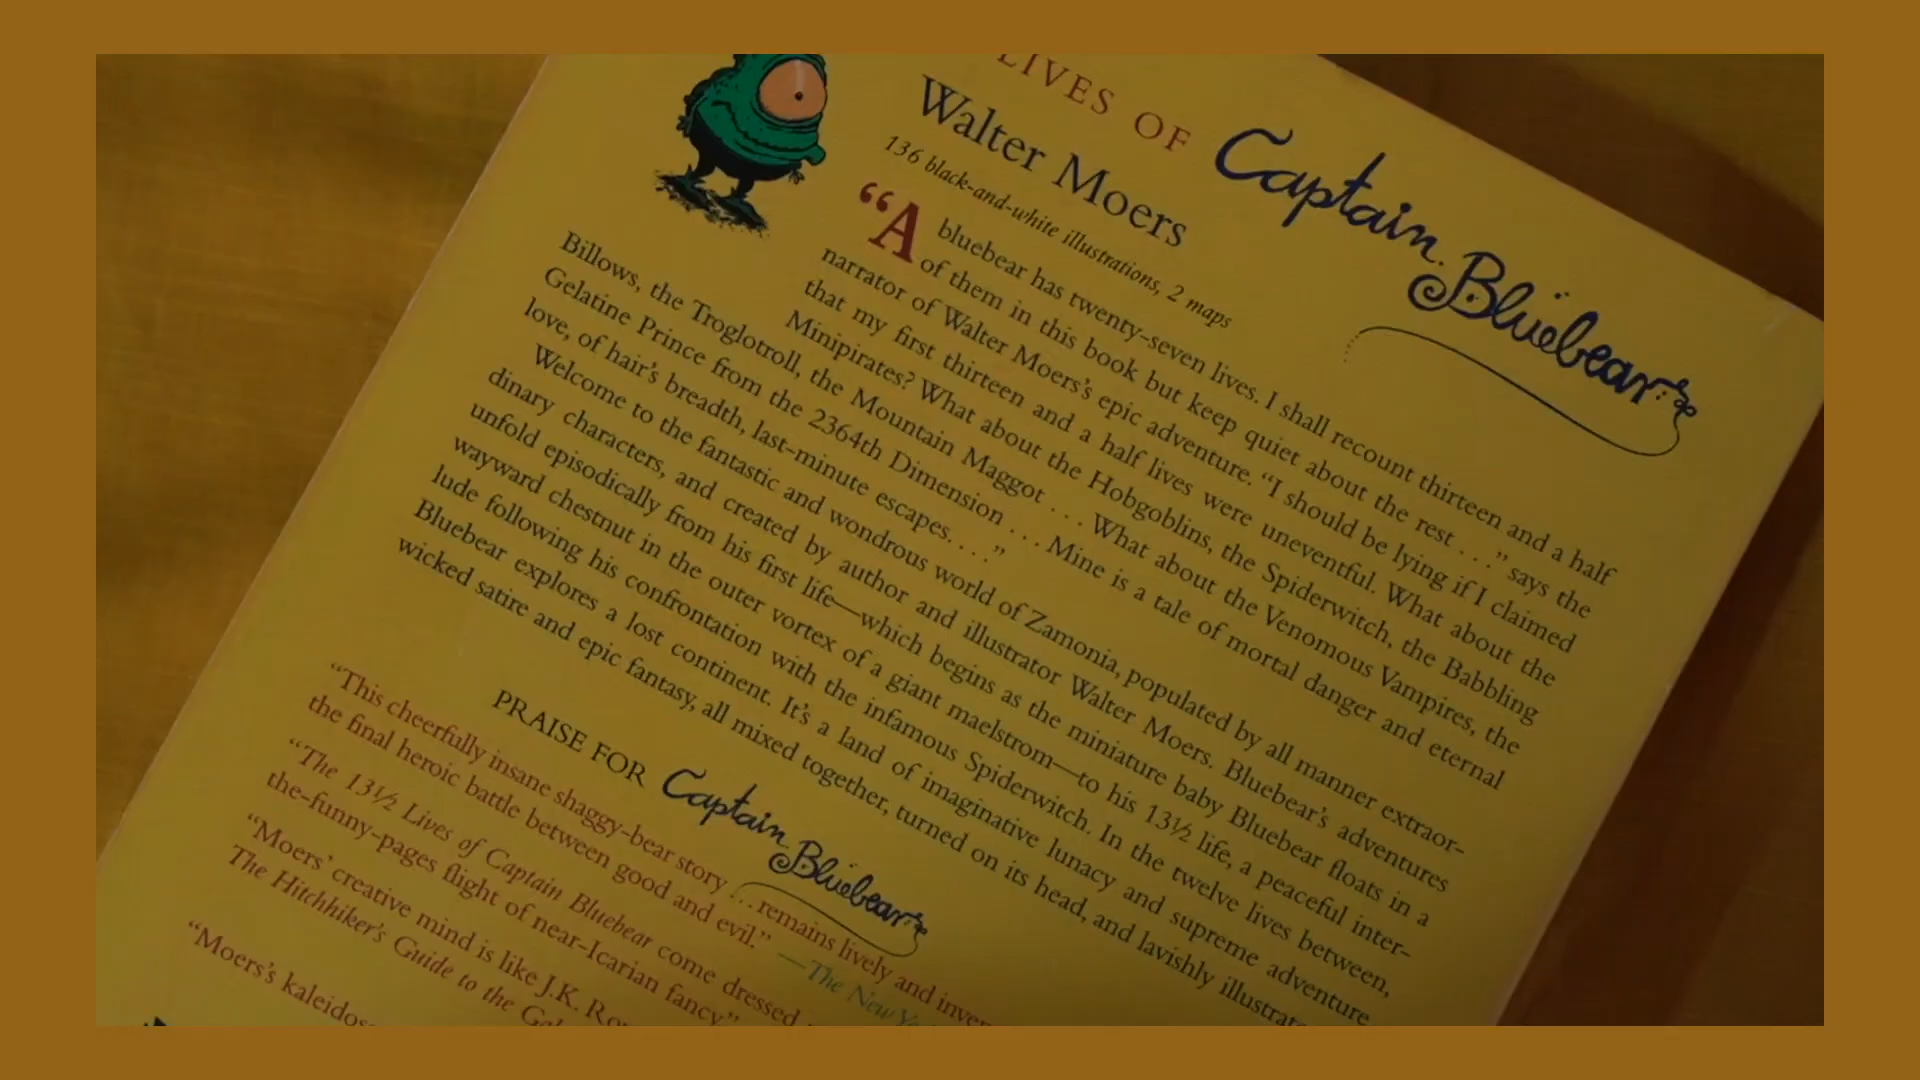 LIVES OF Captain Bluebear
Walter Moers
136 black-and-white illustrations, 2 maps
“A bluebear has twenty-seven lives. I shall recount thirteen and a half
of them in this book but keep quiet about the rest . . .” says the
narrator of Walter Moers’s epic adventure. “I should be lying if I claimed
that my first thirteen and a half lives were uneventful. What about the
Minipirates? What about the Hobgoblins, the Spiderwitch, the Babbling
Billows, the Troglotroll, the Mountain Maggot . . . What about the Venomous Vampires, the
Gelatine Prince from the 2364th Dimension . . . Mine is a tale of mortal danger and eternal
love, of hair’s breadth, last-minute escapes. . . .”
Welcome to the fantastic and wondrous world of Zamonia, populated by all manner extraor-
dinary characters, and created by author and illustrator Walter Moers. Bluebear’s adventures
unfold episodically from his first life—which begins as the miniature baby Bluebear floats in a
wayward chestnut in the outer vortex of a giant maelstrom—to his 13½ life, a peaceful inter-
lude following his confrontation with the infamous Spiderwitch. In the twelve lives between,
Bluebear explores a lost continent. It’s a land of imaginative lunacy and supreme adventure,
wicked satire and epic fantasy, all mixed together, turned on its head, and lavishly
PRAISE FOR Captain Bluebear
“This cheerfully insane shaggy-bear story . . . remains lively and
the final heroic battle between good and evil.” —The New
“The 13½ Lives of Captain Bluebear come dressed
the-funny-pages flight of near-Icarian fancy.”
“Moers’ creative mind is like J.K.
The Hitchhiker’s Guide to the
“Moers’s